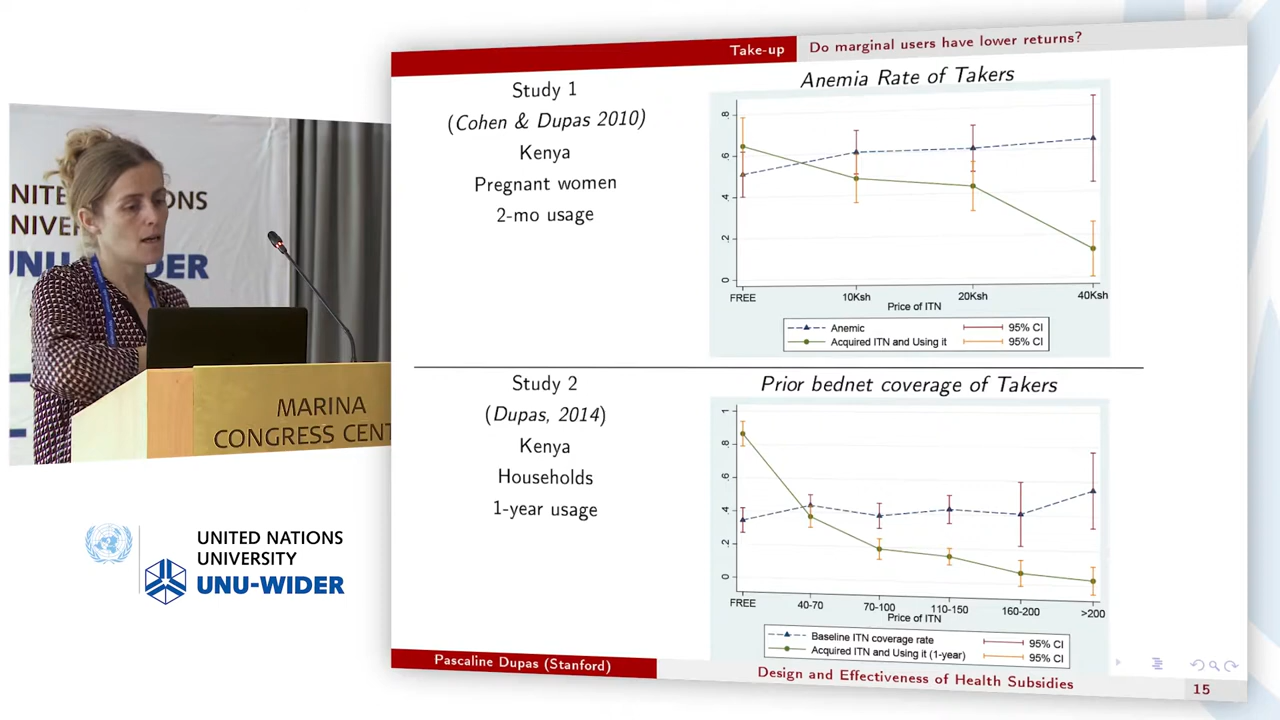 UNITED NATIONS
UNU-WIDER
MARINA
CONGRESS CENT
UNITED NATIONS
UNIVERSITY
UNU-WIDER
Take-up
Do marginal users have lower returns?
Study 1
(Cohen & Dupas 2010)
Kenya
Pregnant women
2-mo usage
Anemia Rate of Takers
.8
.6
.4
.2
0
FREE
10Ksh
20Ksh
40Ksh
Price of ITN
Anemic
95% CI
Acquired ITN and Using it
95% CI
Study 2
(Dupas, 2014)
Kenya
Households
1-year usage
Prior bednet coverage of Takers
1
.8
.6
.4
.2
0
FREE
40-70
70-100
110-150
160-200
>200
Price of ITN
Baseline ITN coverage rate
95% CI
Acquired ITN and Using it (1-year)
95% CI
Pascaline Dupas (Stanford)
Design and Effectiveness of Health Subsidies
15